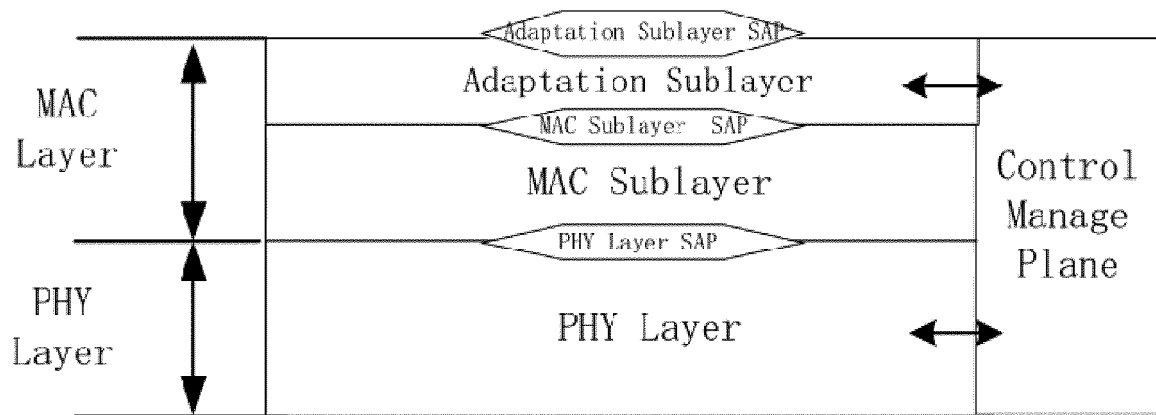 Adaptation Sublayer SAP
Adaptation Sublayer
MAC
Layer
MAC Sublayer SAP
MAC Sublayer
Control
Manage
Plane
PHY Layer SAP
PHY
Layer
PHY Layer